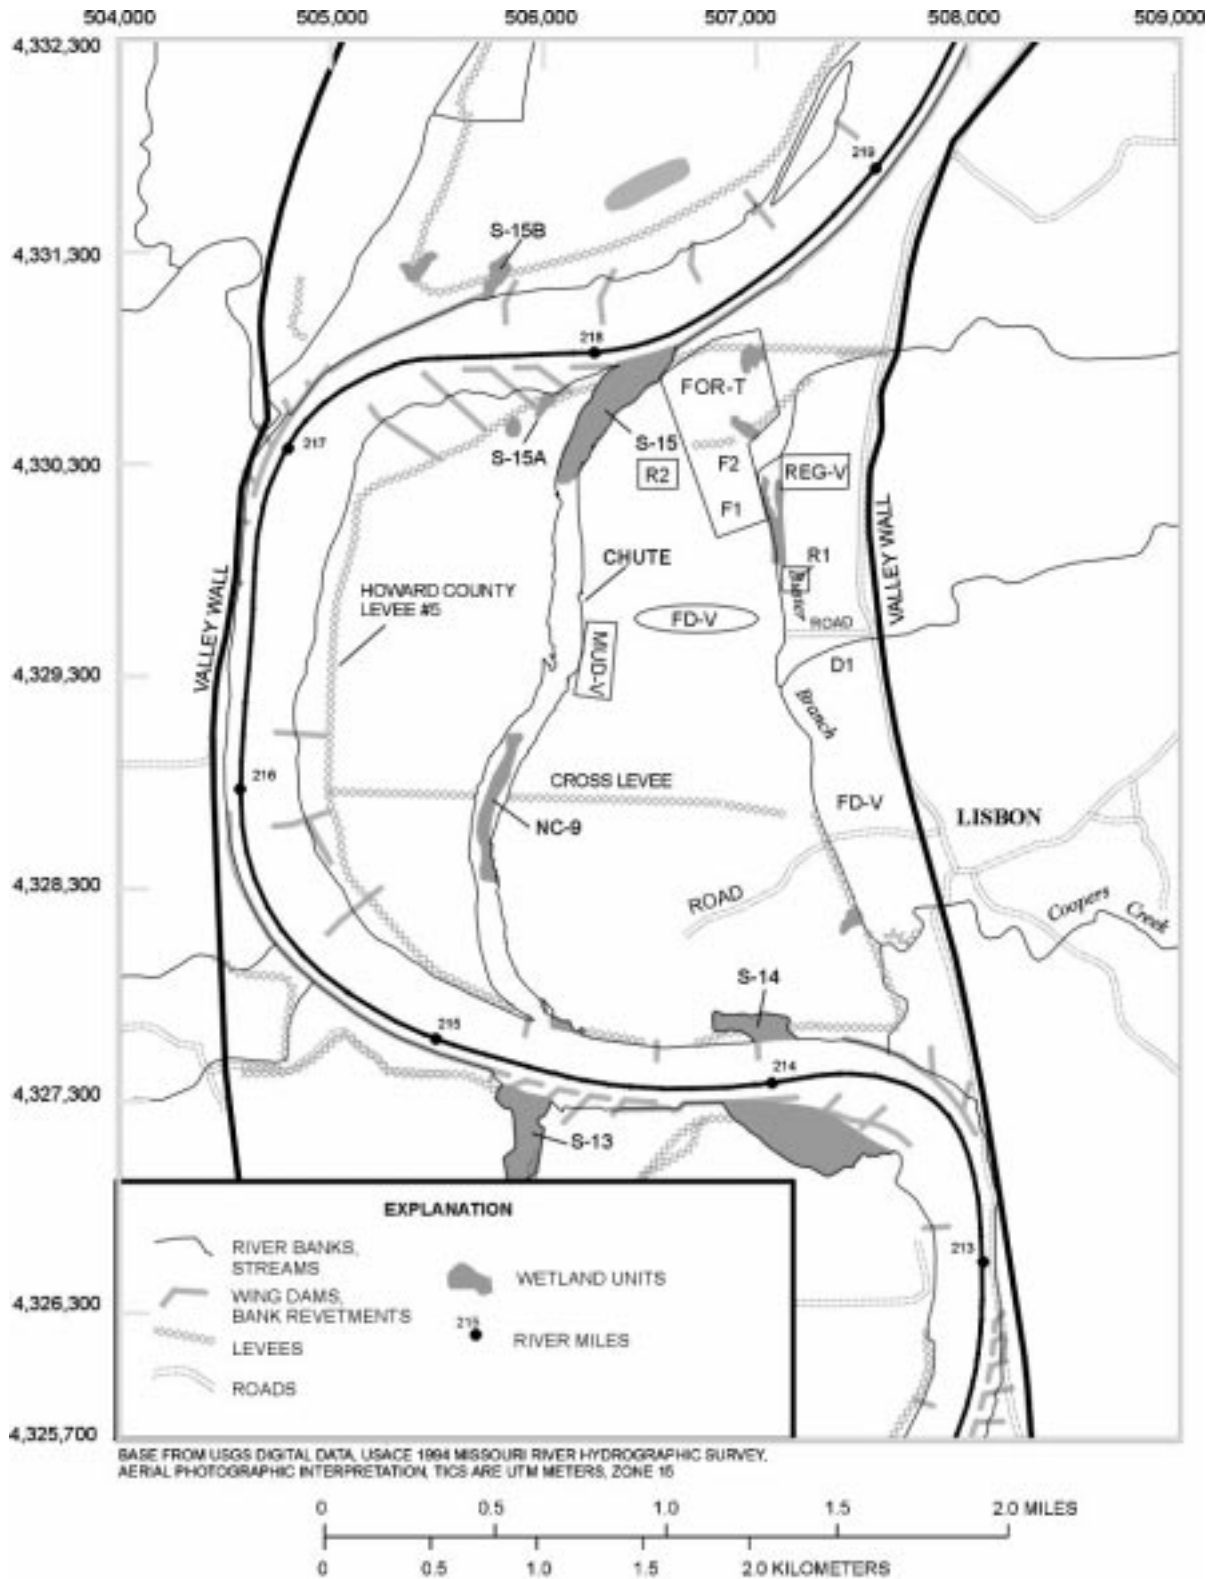 504,000
505,000
506,000
507,000
508,000
509,000
4,332,300
219
S-15B
4,331,300
218
FOR-T
217
S-15
S-15A
4,330,300
R2
F2
REG-V
F1
VALLEY WALL
CHUTE
R1
VALLEY WALL
HOWARD COUNTY
LEVEE #5
FD-V
ROAD
MUD-V
D1
4,329,300
Branch
216
CROSS LEVEE
FD-V
LISBON
NC-9
4,328,300
ROAD
Coopers
Creek
S-14
215
214
4,327,300
S-13
EXPLANATION
RIVER BANKS,
STREAMS
WETLAND UNITS
213
WING DAMS,
BANK REVETMENTS
4,326,300
215
RIVER MILES
LEVEES
ROADS
4,325,700
BASE FROM USGS DIGITAL DATA, USACE 1994 MISSOURI RIVER HYDROGRAPHIC SURVEY,
AERIAL PHOTOGRAPHIC INTERPRETATION, TICS ARE UTM METERS, ZONE 15
0 0.5 1.0 1.5 2.0 MILES
0 0.5 1.0 1.5 2.0 KILOMETERS